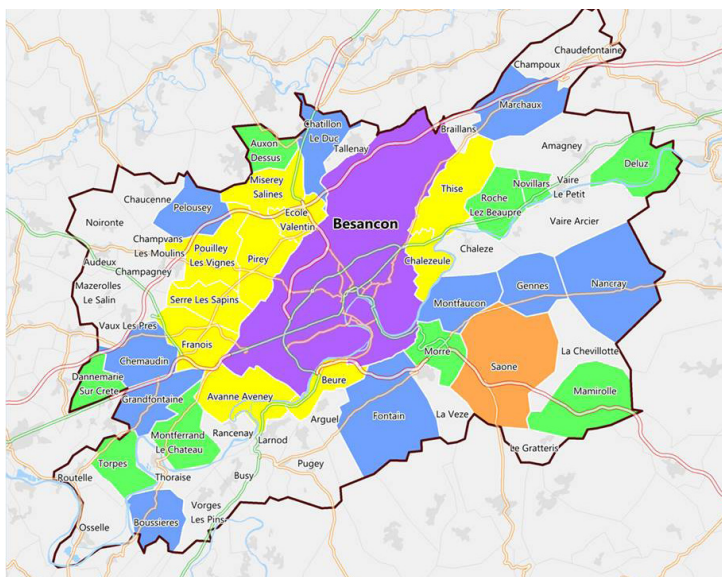 Chaudefontaine
Champoux
Marchaux
Chatillon
Le Duc
Braillans
Tallenay
Auxon
Dessus
Amagney
Deluz
Miserey
Salines
Thise
Novillars
Vaire
Le Petit
Roche
Lez Beaupre
Chaucenne
Pelousey
Ecole
Valentin
Besancon
Vaire Arcier
Noironte
Champvans
Les Moulins
Pouilley
Les Vignes
Pirey
Chalezeule
Chaleze
Audeux
Champagney
Mazerolles
Le Salin
Serre Les Sapins
Montfaucon
Gennes
Nancray
Vaux Les Pres
Franois
Chemaudin
Morre
Saone
La Chevillotte
Dannemarie
Sur Crete
Beure
Mamirolle
Grandfontaine
Avanne Aveney
Arguel
Fontain
La Veze
Montferrand
Le Chateau
Rancenay
Larnod
Le Gratteris
Torpes
Pugey
Routelle
Thoraise
Busy
Vorges
Les Pins
Osselle
Boussieres